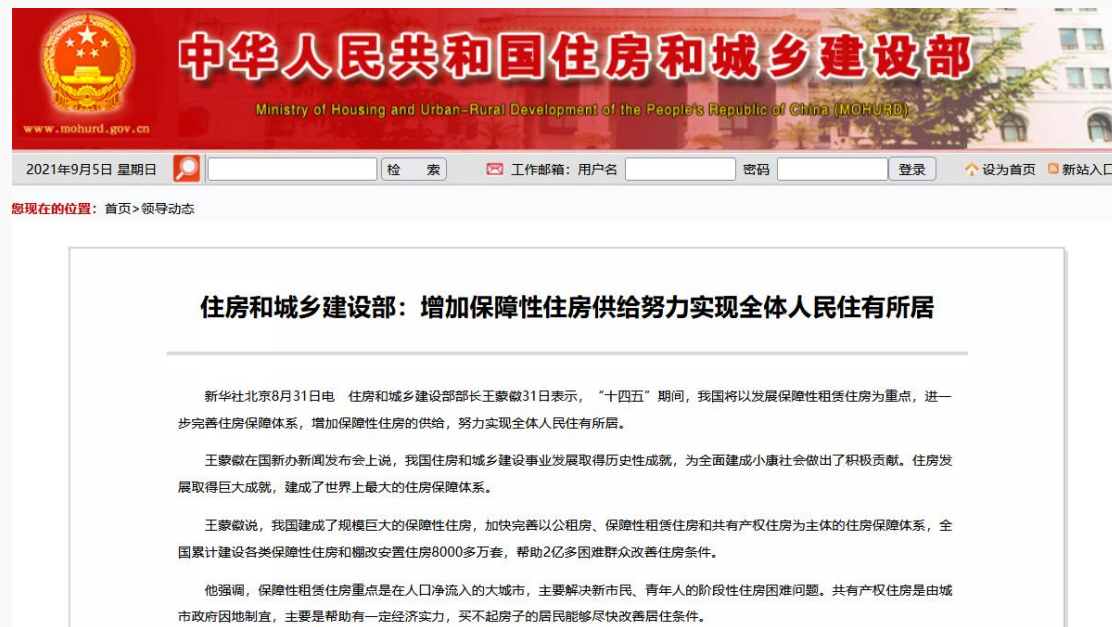 中华人民共和国住房和城乡建设部
Ministry of Housing and Urban-Rural Development of the People's Republic of China (MOHURD)
www.mohurd.gov.cn
2021年9月5日 星期日 检 索 工作邮箱：用户名 密码 登录 设为首页 新站入口
您现在的位置：首页>领导动态
住房和城乡建设部：增加保障性住房供给努力实现全体人民住有所居
新华社北京8月31日电 住房和城乡建设部部长王蒙徽31日表示，“十四五”期间，我国将以发展保障性租赁住房为重点，进一
步完善住房保障体系，增加保障性住房的供给，努力实现全体人民住有所居。
王蒙徽在国新办新闻发布会上说，我国住房和城乡建设事业发展取得历史性成就，为全面建成小康社会做出了积极贡献。住房发
展取得巨大成就，建成了世界上最大的住房保障体系。
王蒙徽说，我国建成了规模巨大的保障性住房，加快完善以公租房、保障性租赁住房和共有产权住房为主体的住房保障体系，全
国累计建设各类保障性住房和棚改安置住房8000多万套，帮助2亿多困难群众改善住房条件。
他强调，保障性租赁住房重点是在人口净流入的大城市，主要解决新市民、青年人的阶段性住房困难问题。共有产权住房是由城
市政府因地制宜，主要是帮助有一定经济实力，买不起房子的居民能够尽快改善居住条件。